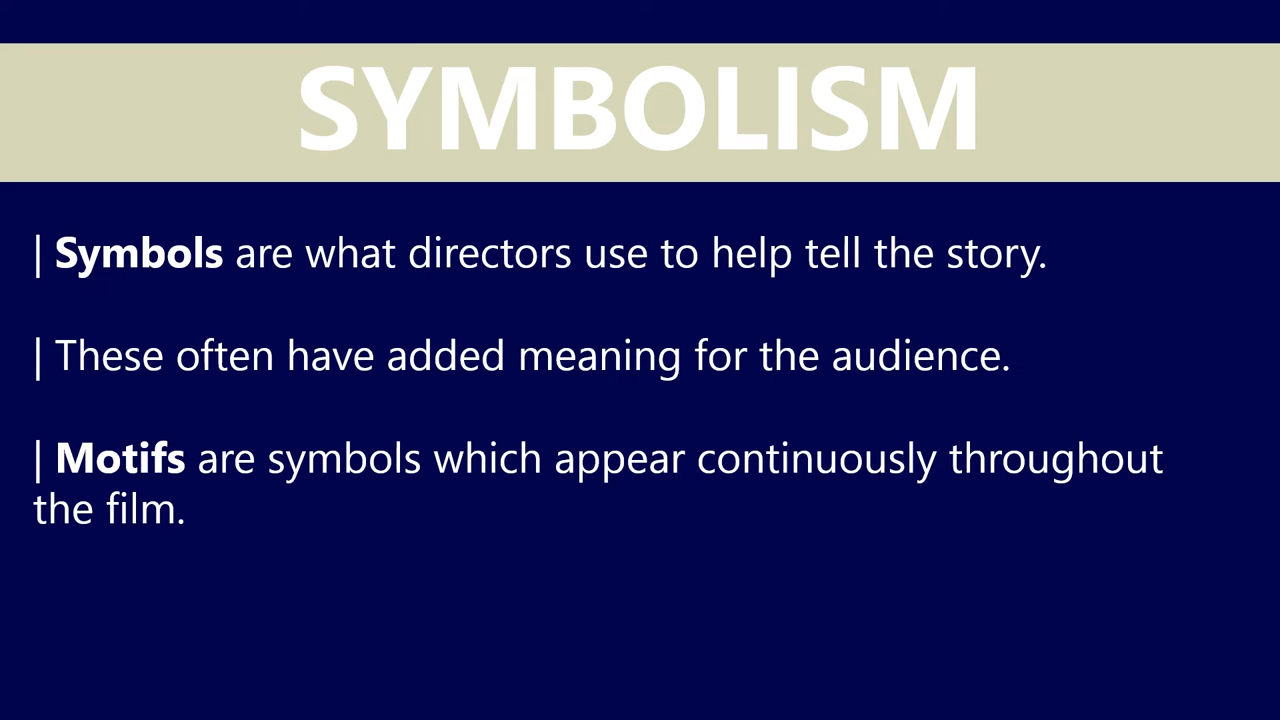 SYMBOLISM
| Symbols are what directors use to help tell the story.
| These often have added meaning for the audience.
| Motifs are symbols which appear continuously throughout
the film.